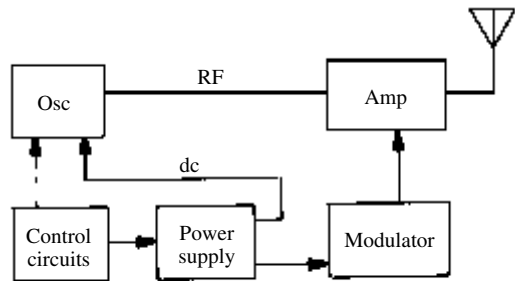 RF
Osc
Amp
dc
Control
circuits
Power
supply
Modulator